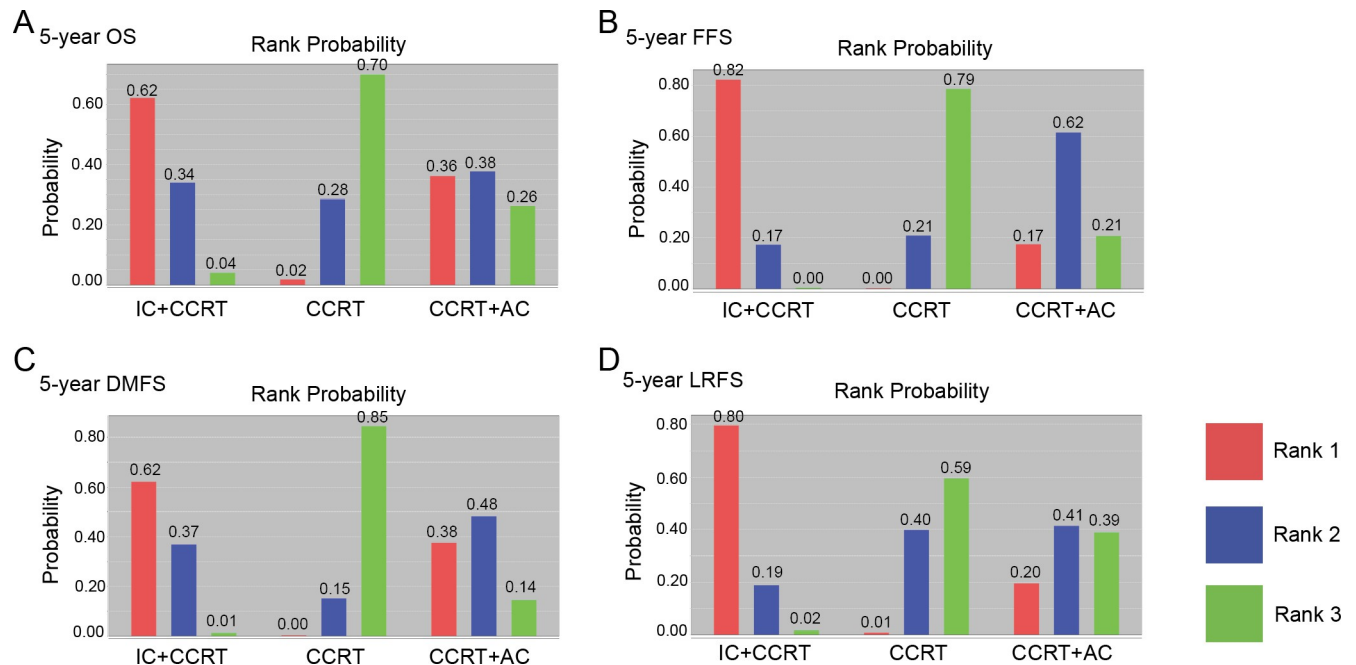 A
5-year OS
Rank Probability
Probability
0.60
0.40
0.20
0.00
0.62
0.34
0.04
0.02
0.28
0.70
0.36
0.38
0.26
IC+CCRT
CCRT
CCRT+AC
B
5-year FFS
Rank Probability
Probability
0.80
0.60
0.40
0.20
0.00
0.82
0.17
0.00
0.00
0.21
0.79
0.17
0.62
0.21
IC+CCRT
CCRT
CCRT+AC
C
5-year DMFS
Rank Probability
Probability
0.80
0.60
0.40
0.20
0.00
0.62
0.37
0.01
0.00
0.15
0.85
0.38
0.48
0.14
IC+CCRT
CCRT
CCRT+AC
D
5-year LRFS
Rank Probability
Probability
0.80
0.60
0.40
0.20
0.00
0.80
0.19
0.02
0.01
0.40
0.59
0.20
0.41
0.39
IC+CCRT
CCRT
CCRT+AC
Rank 1
Rank 2
Rank 3